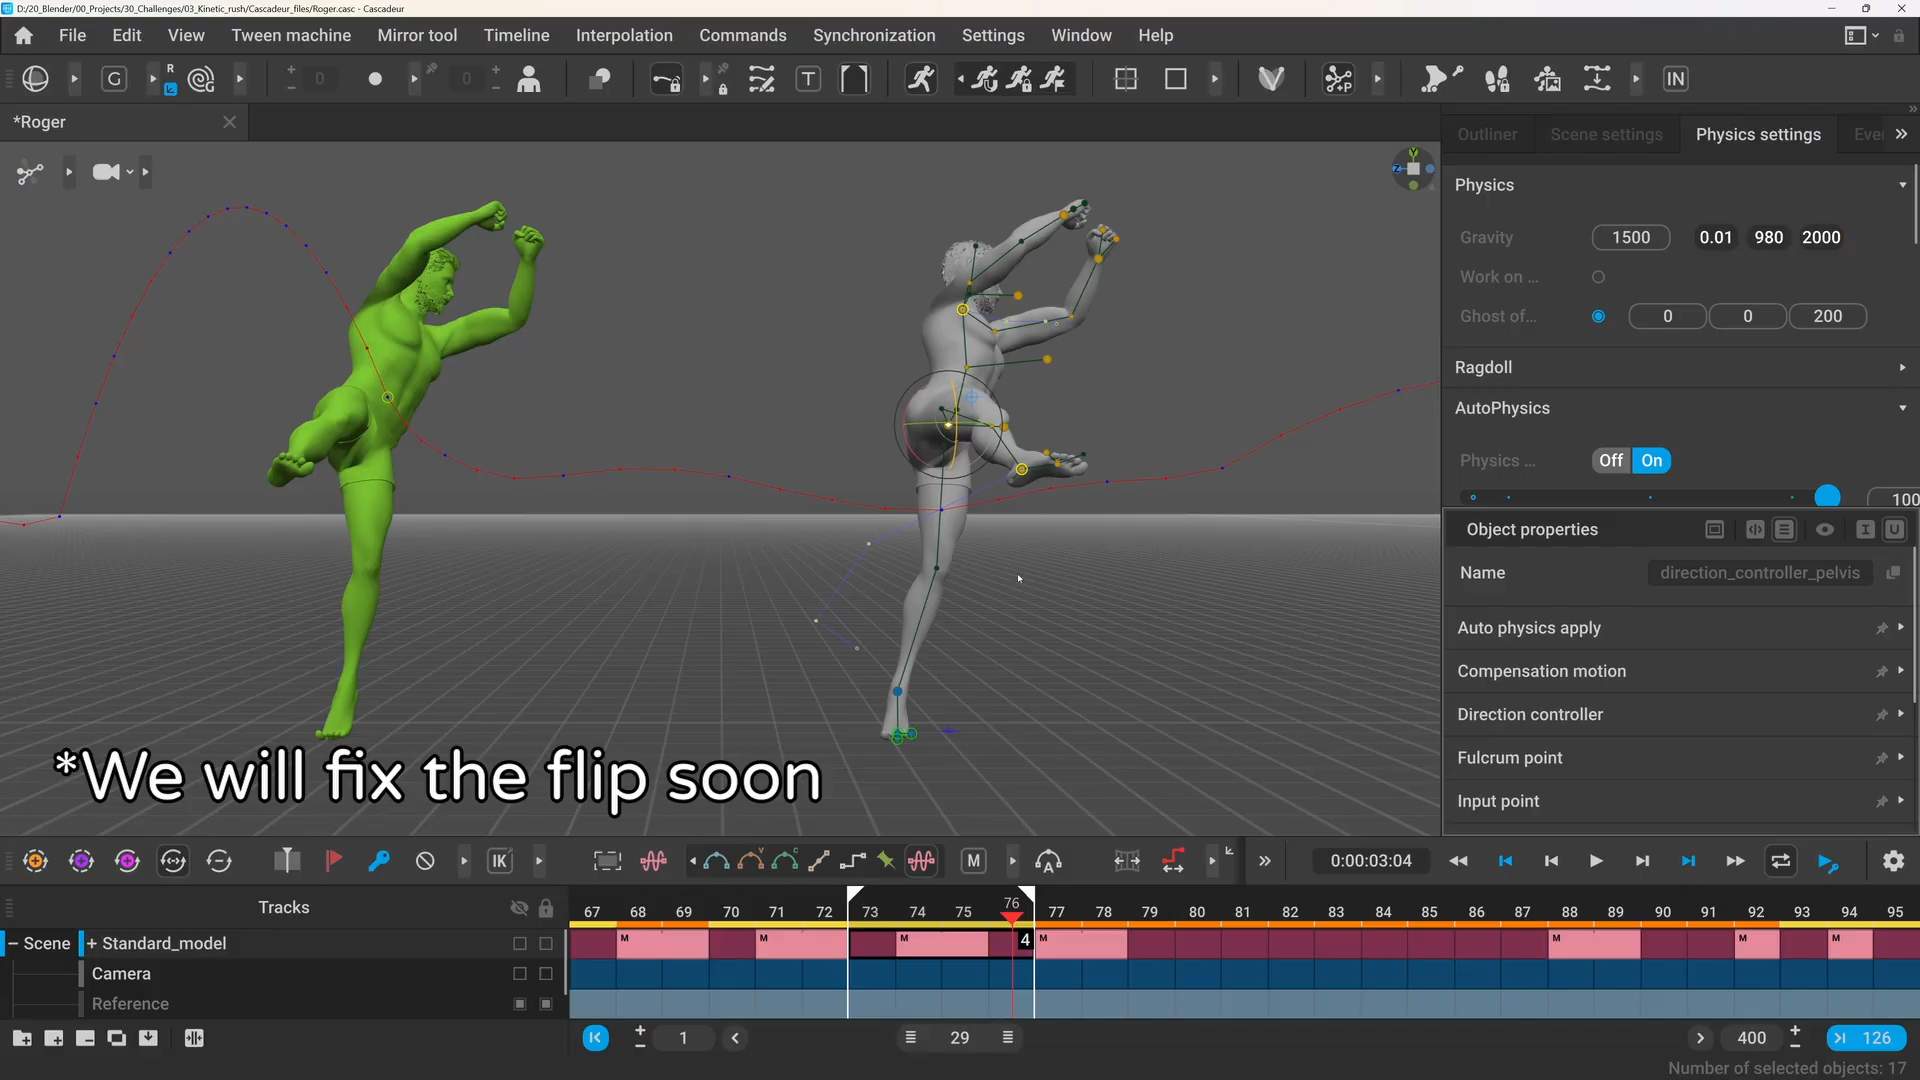 D:/20_Blender/00_Projects/30_Challenges/03_Kinetic_rush/Cascadeur_files/Roger.casc - Cascadeur
File Edit View Tween machine Mirror tool Timeline Interpolation Commands Synchronization Settings Window Help
G R 0 0 T P IN
*Roger
Outliner Scene settings Physics settings Eve
Y
Z
Physics
Gravity 1500 0.01 980 2000
Work on ...
Ghost of... 0 0 200
Ragdoll
AutoPhysics
Physics ... Off On
100
Object properties I U
Name direction_controller_pelvis
Auto physics apply
Compensation motion
Direction controller
Fulcrum point
Input point
*We will fix the flip soon
IK V C M A 0:00:03:04
Tracks
67 68 69 70 71 72 73 74 75 76 77 78 79 80 81 82 83 84 85 86 87 88 89 90 91 92 93 94 95
Scene + Standard_model
M M M 4 M M M M
Camera
Reference
1 29 400 126
Number of selected objects: 17